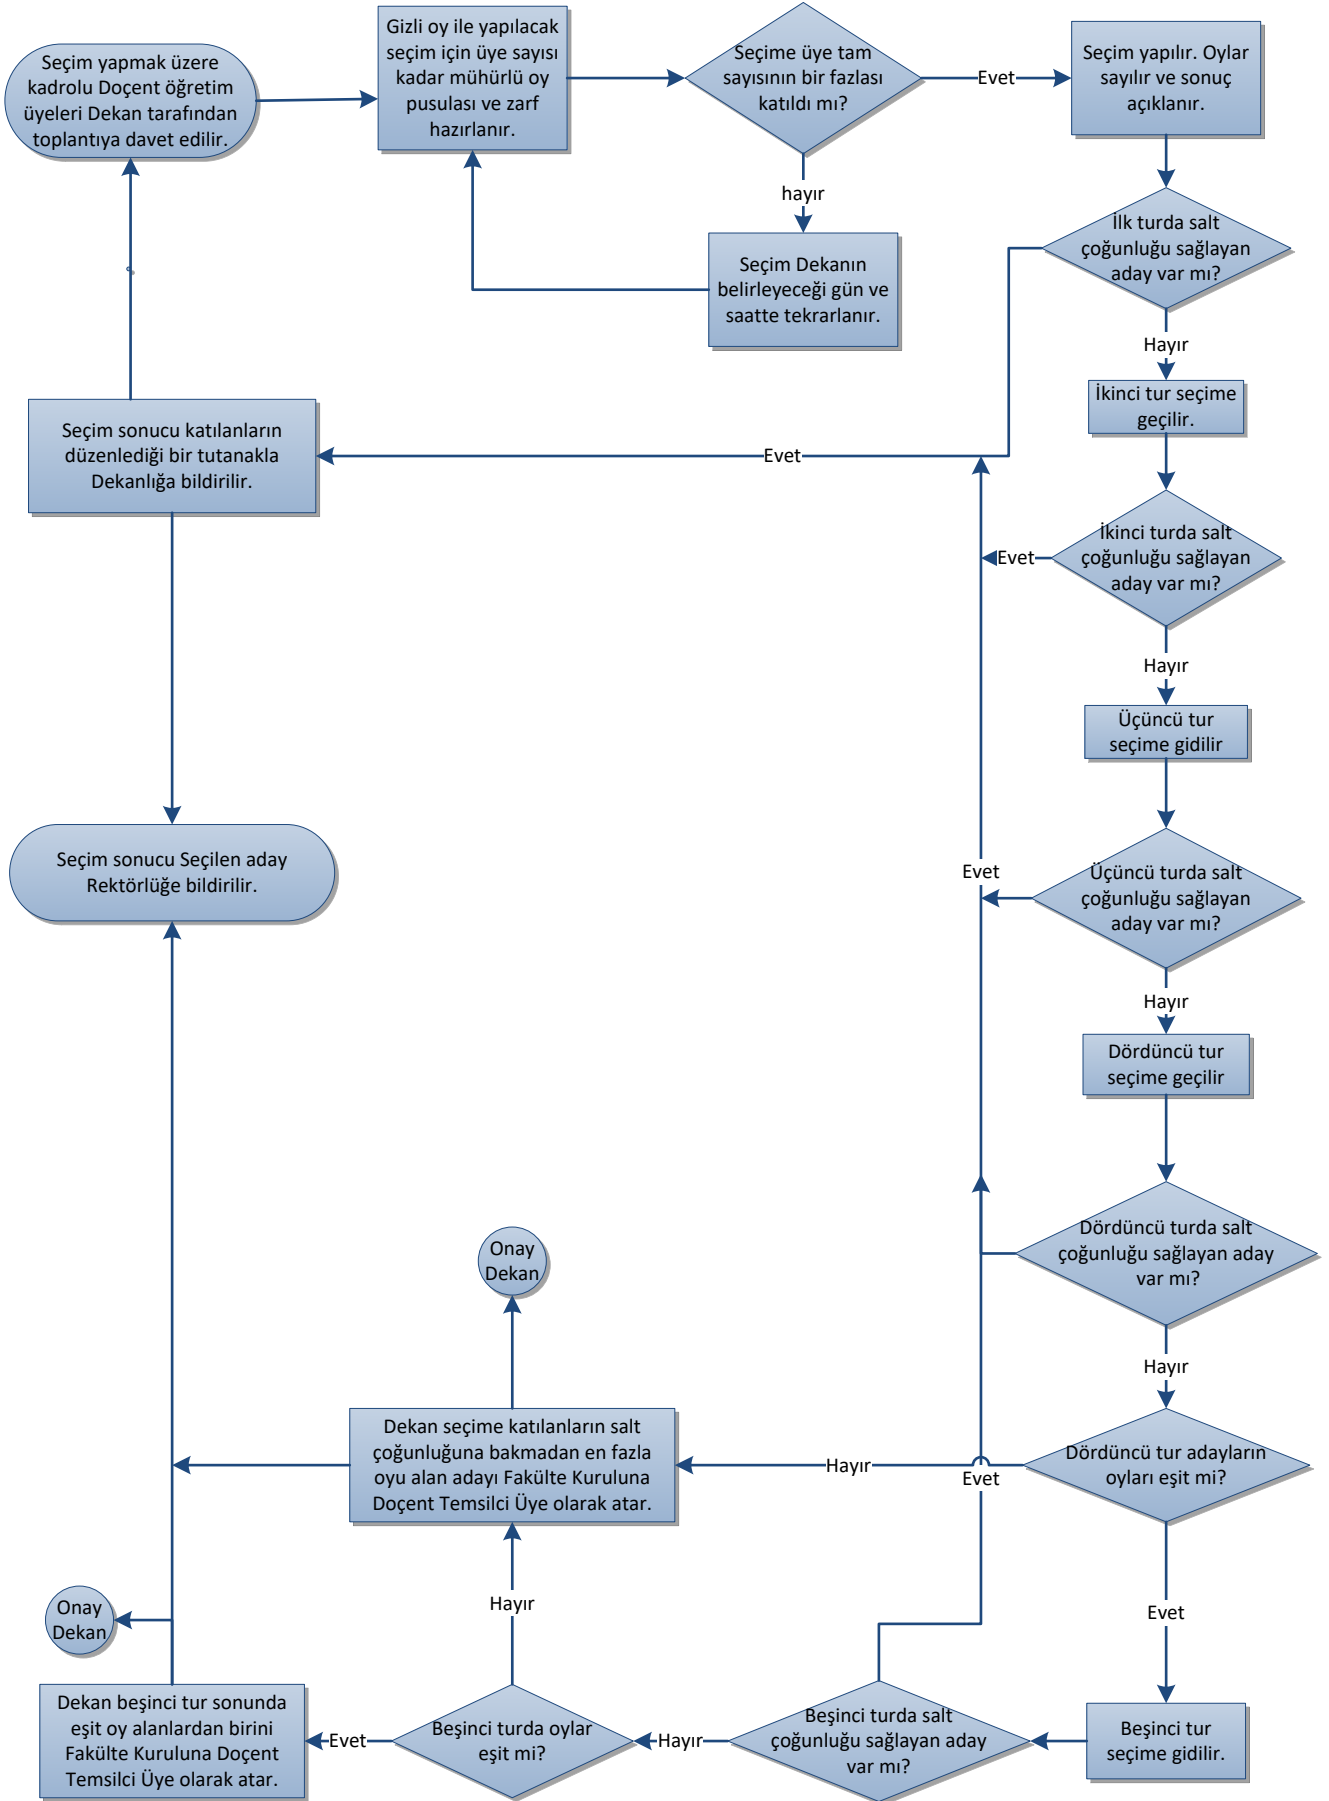 Seçim yapmak üzere
kadrolu Doçent öğretim
üyeleri Dekan tarafından
toplantıya davet edilir.
Gizli oy ile yapılacak
seçim için üye sayısı
kadar mühürlü oy
pusulası ve zarf
hazırlanır.
Seçime üye tam
sayısının bir fazlası
katıldı mı?
Evet
Seçim yapılır. Oylar
sayılır ve sonuç
açıklanır.
hayır
Seçim Dekanın
belirleyeceği gün ve
saatte tekrarlanır.
İlk turda salt
çoğunluğu sağlayan
aday var mı?
Hayır
İkinci tur seçime
geçilir.
Seçim sonucu katılanların
düzenlediği bir tutanakla
Dekanlığa bildirilir.
Evet
İkinci turda salt
çoğunluğu sağlayan
aday var mı?
Evet
Hayır
Üçüncü tur
seçime gidilir
Seçim sonucu Seçilen aday
Rektörlüğe bildirilir.
Evet
Üçüncü turda salt
çoğunluğu sağlayan
aday var mı?
Hayır
Dördüncü tur
seçime geçilir
Dördüncü turda salt
çoğunluğu sağlayan aday
var mı?
Onay
Dekan
Hayır
Dekan seçime katılanların salt
çoğunluğuna bakmadan en fazla
oyu alan adayı Fakülte Kuruluna
Doçent Temsilci Üye olarak atar.
Hayır
Evet
Dördüncü tur adayların
oyları eşit mi?
Hayır
Evet
Onay
Dekan
Dekan beşinci tur sonunda
eşit oy alanlardan birini
Fakülte Kuruluna Doçent
Temsilci Üye olarak atar.
Evet
Beşinci turda oylar
eşit mi?
Hayır
Beşinci turda salt
çoğunluğu sağlayan aday
var mı?
Beşinci tur
seçime gidilir.